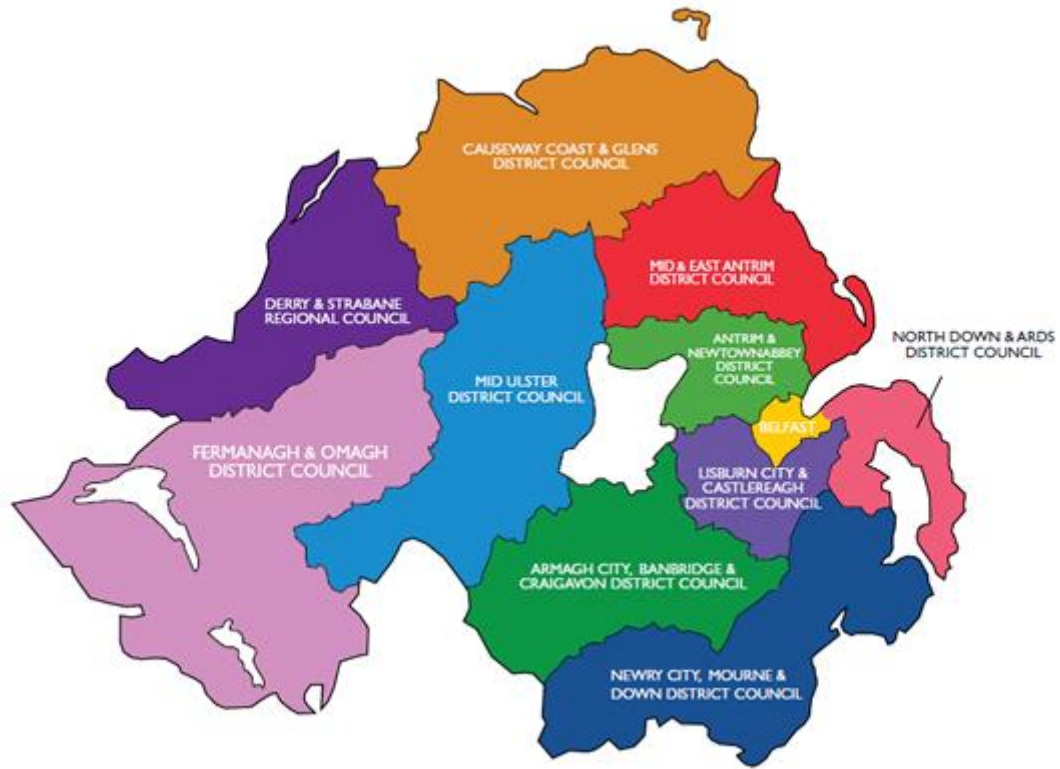 CAUSEWAY COAST & GLENS
DISTRICT COUNCIL
MID & EAST ANTRIM
DISTRICT COUNCIL
DERRY & STRABANE
REGIONAL COUNCIL
NORTH DOWN & ARDS
DISTRICT COUNCIL
ANTRIM &
NEWTOWNABBEY
DISTRICT
COUNCIL
MID ULSTER
DISTRICT COUNCIL
BELFAST
FERMANAGH & OMAGH
DISTRICT COUNCIL
LISBURN CITY &
CASTLEREAGH
DISTRICT COUNCIL
ARMAGH CITY, BANBRIDGE &
CRAIGAVON DISTRICT COUNCIL
NEWRY CITY, MOURNE &
DOWN DISTRICT COUNCIL